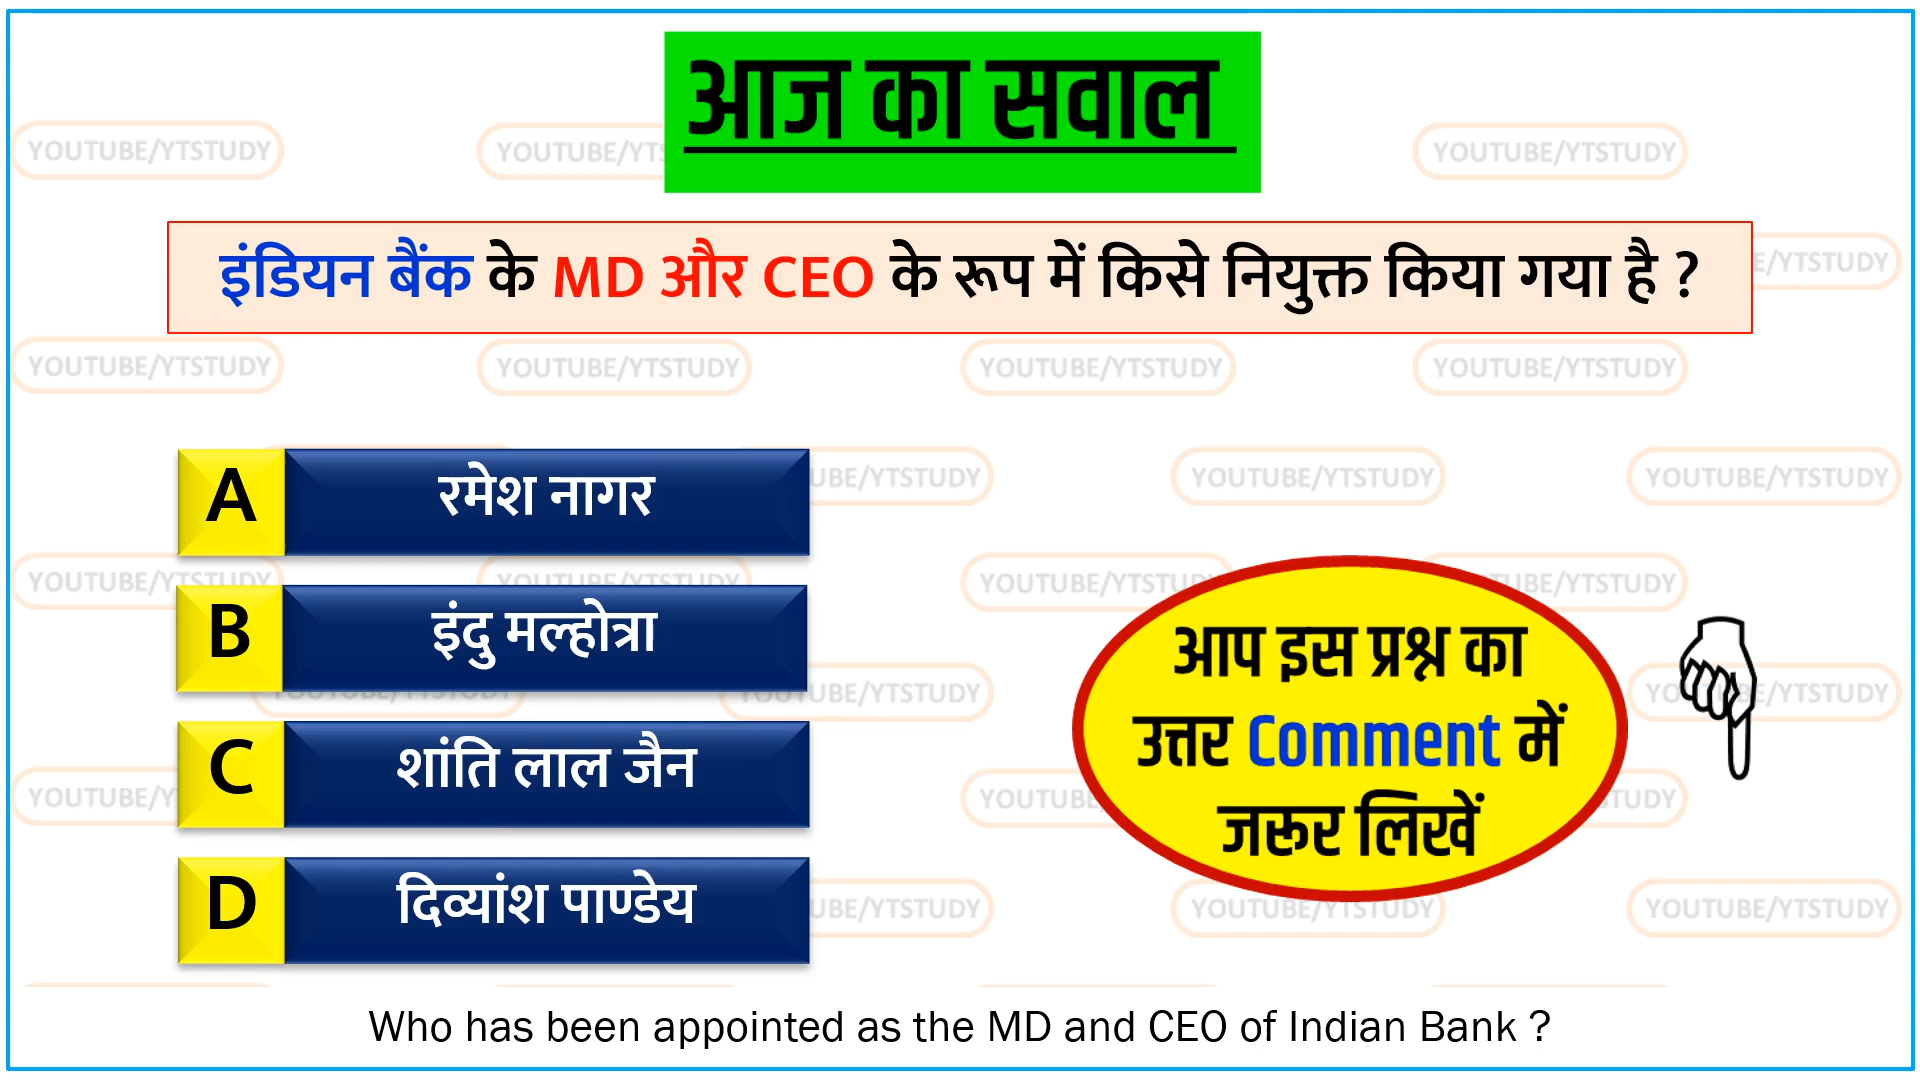 आज का सवाल
इंडियन बैंक के MD और CEO के रूप में किसे नियुक्त किया गया है ?
A रमेश नागर
B इंदु मल्होत्रा
C शांति लाल जैन
D दिव्यांश पाण्डेय
आप इस प्रश्न का
उत्तर Comment में
जरूर लिखें
Who has been appointed as the MD and CEO of Indian Bank ?
YOUTUBE/YTSTUDY